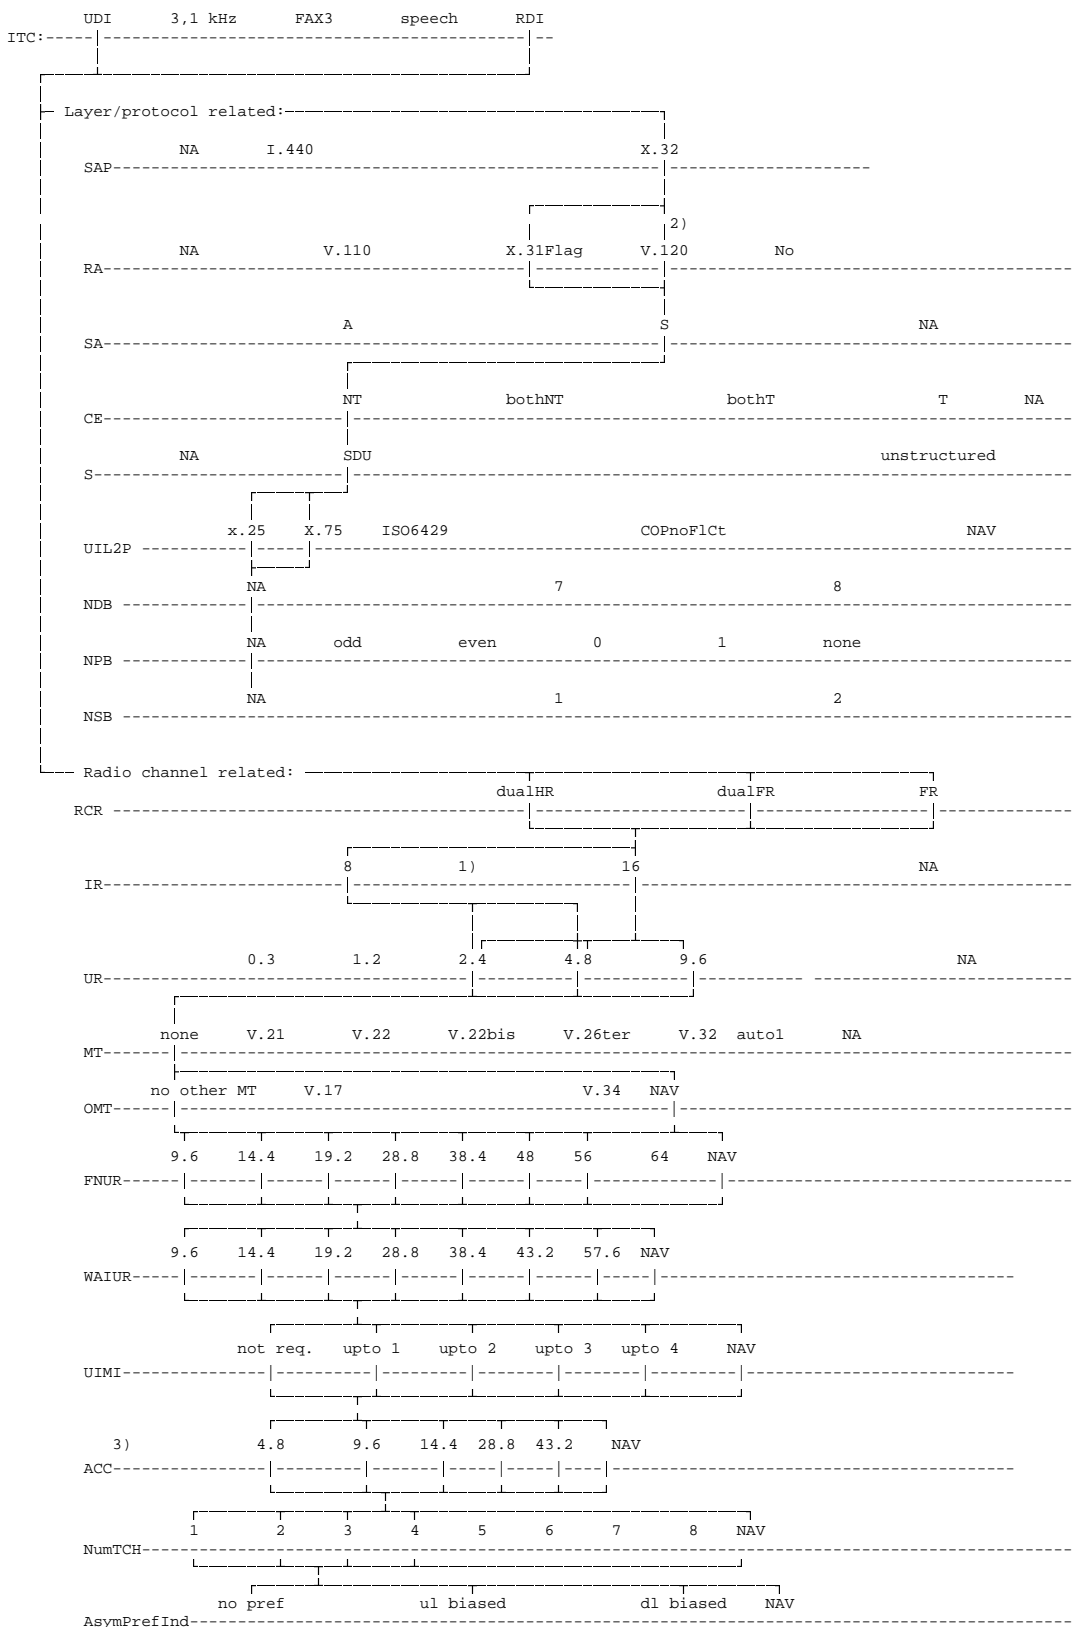 UDI 3,1 kHz FAX3 speech RDI
ITC:
Layer/protocol related:
NA I.440 X.32
SAP
2)
NA V.110 X.31Flag V.120 No
RA
A S NA
SA
NT bothNT bothT T NA
CE
NA SDU unstructured
S
x.25 X.75 ISO6429 COPnoFlCt NAV
UIL2P
NA 7 8
NDB
NA odd even 0 1 none
NPB
NA 1 2
NSB
Radio channel related:
dualHR dualFR FR
RCR
8 1) 16 NA
IR
0.3 1.2 2.4 4.8 9.6 NA
UR
none V.21 V.22 V.22bis V.26ter V.32 auto1 NA
MT
no other MT V.17 V.34 NAV
OMT
9.6 14.4 19.2 28.8 38.4 48 56 64 NAV
FNUR
9.6 14.4 19.2 28.8 38.4 43.2 57.6 NAV
WAIUR
not req. upto 1 upto 2 upto 3 upto 4 NAV
UIMI
3) 4.8 9.6 14.4 28.8 43.2 NAV
ACC
1 2 3 4 5 6 7 8 NAV
NumTCH
no pref ul biased dl biased NAV
AsymPrefInd